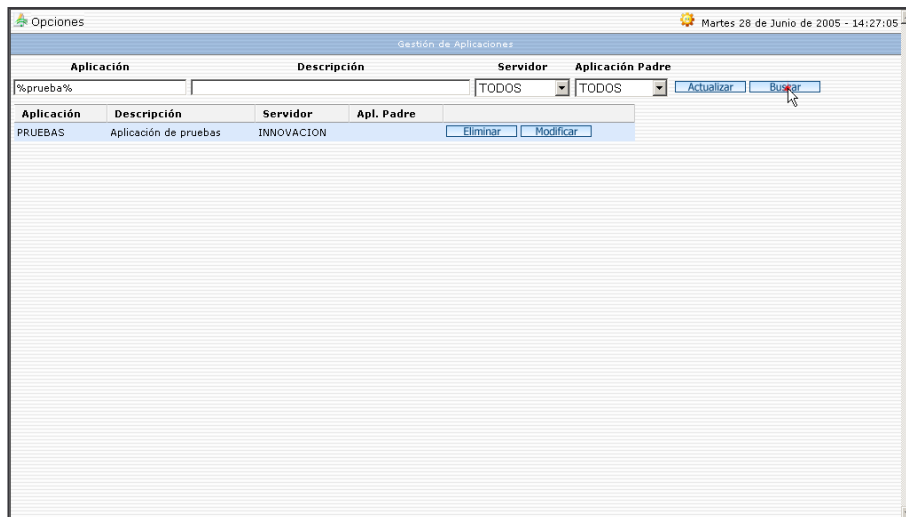 Opciones Martes 28 de Junio de 2005 - 14:27:05
Gestión de Aplicaciones
Aplicación Descripción Servidor Aplicación Padre
%prueba% TODOS TODOS Actualizar Buscar
Aplicación Descripción Servidor Apl. Padre
PRUEBAS Aplicación de pruebas INNOVACION Eliminar Modificar